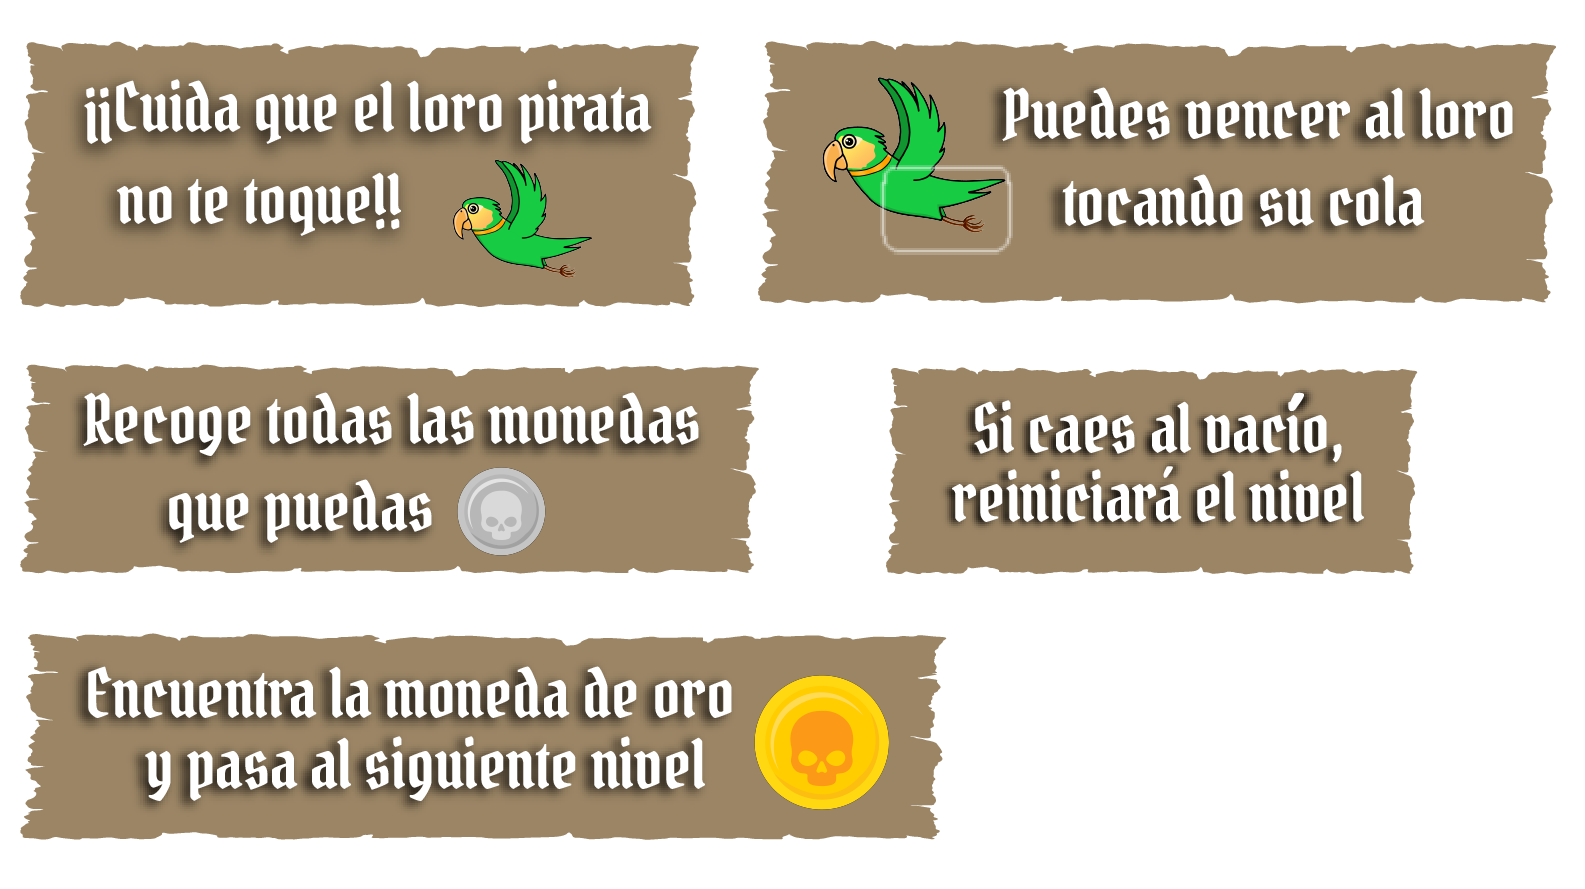 ¡¡Cuida que el loro pirata
no te toque!!
Puedes vencer al loro
tocando su cola
Recoge todas las monedas
que puedas
Si caes al vacío,
reiniciará el nivel
Encuentra la moneda de oro
y pasa al siguiente nivel